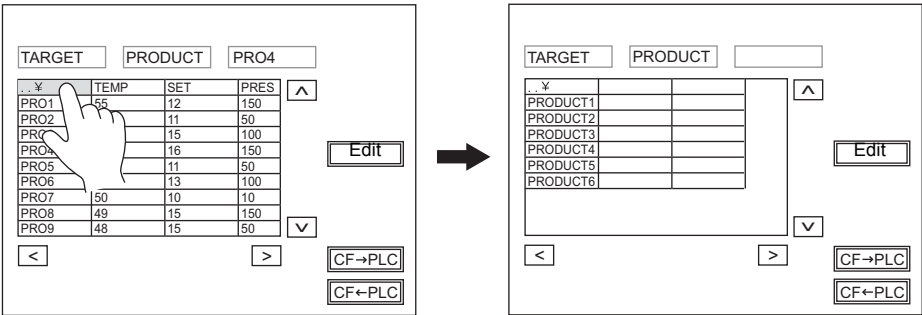 TARGET PRODUCT PRO4
. . ¥ TEMP SET PRES ∧
PRO1 55 12 150
PRO2 11 50
15 100
PRO4 16 150
PRO5 11 50
PRO6 13 100
PRO7 50 10 10
PRO8 49 15 150
PRO9 48 15 50 ∨
Edit
< >
CF→PLC
CF←PLC
TARGET PRODUCT
. . ¥ ∧
PRODUCT1
PRODUCT2
PRODUCT3
PRODUCT4
PRODUCT5
PRODUCT6
Edit
∨
< >
CF→PLC
CF←PLC